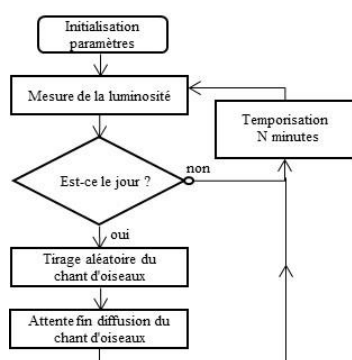 Initialisation
paramètres
Mesure de la luminosité
Temporisation
N minutes
Est-ce le jour ?
non
oui
Tirage aléatoire du
chant d'oiseaux
Attente fin diffusion du
chant d'oiseaux